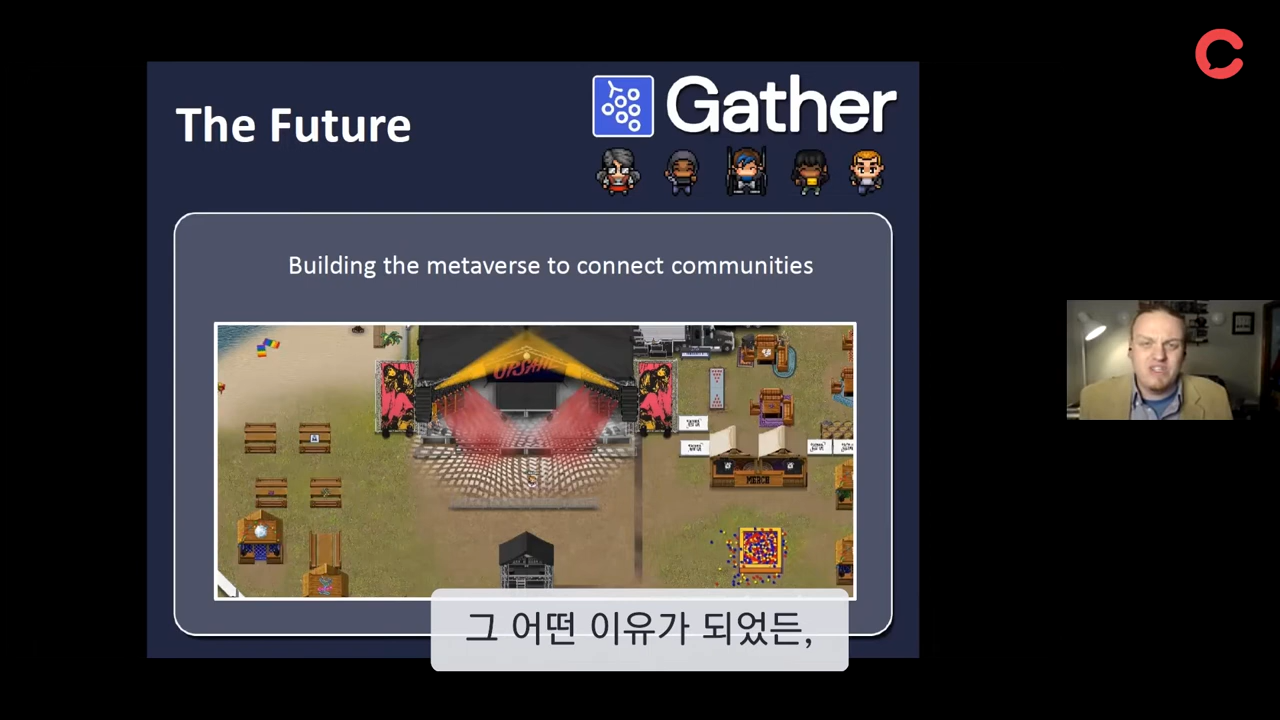 The Future
Gather
Building the metaverse to connect communities
MERCH
그 어떤 이유가 되었든,